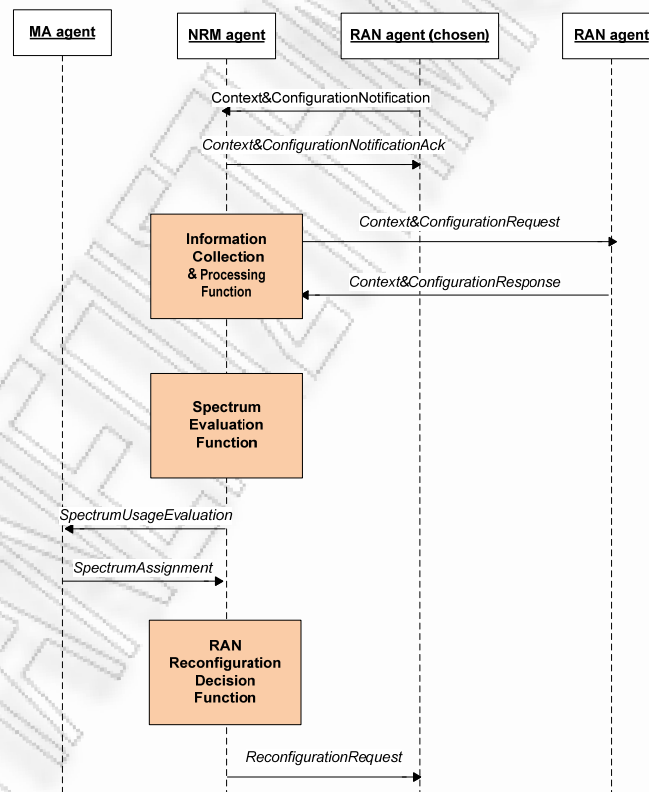 MA agent
NRM agent
RAN agent (chosen)
RAN agent
Context&ConfigurationNotification
Context&ConfigurationNotificationAck
Information
Collection
& Processing
Function
Context&ConfigurationRequest
Context&ConfigurationResponse
Spectrum
Evaluation
Function
SpectrumUsageEvaluation
SpectrumAssignment
RAN
Reconfiguration
Decision
Function
ReconfigurationRequest